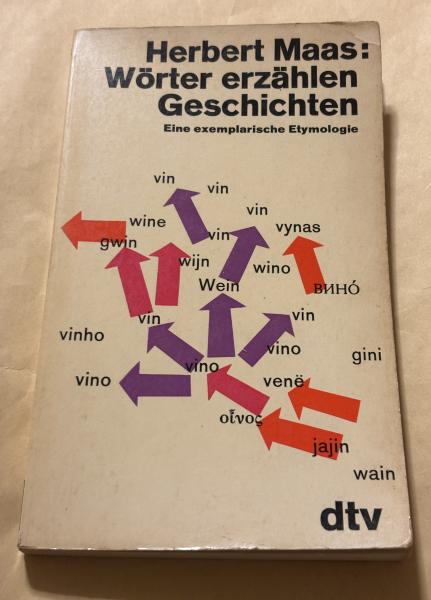 Herbert Maas:
Wörter erzählen
Geschichten
Eine exemplarische Etymologie
vin
vin
vin
wine
vin
vynas
gwin
wijn
wino
Wein
вино́
vin
vin
vinho
vino
gini
vino
vino
venë
οἶνος
jajin
wain
dtv